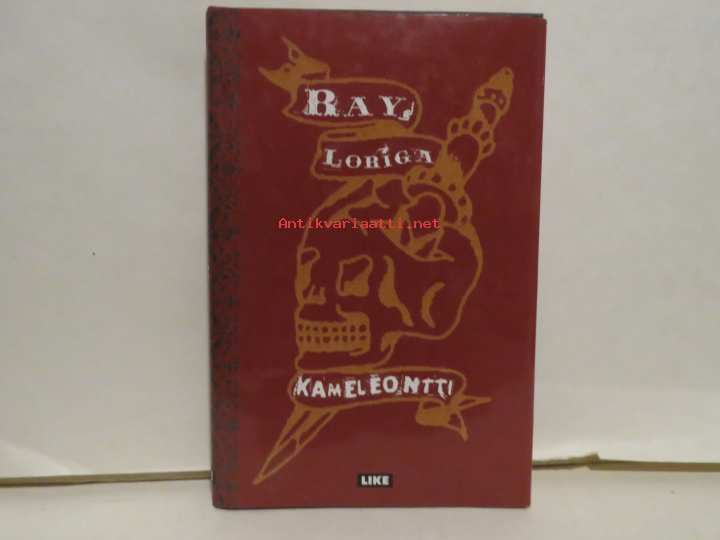 RAY
LORIGA
Antikvariaatti.net
KAMELEONTTI
LIKE